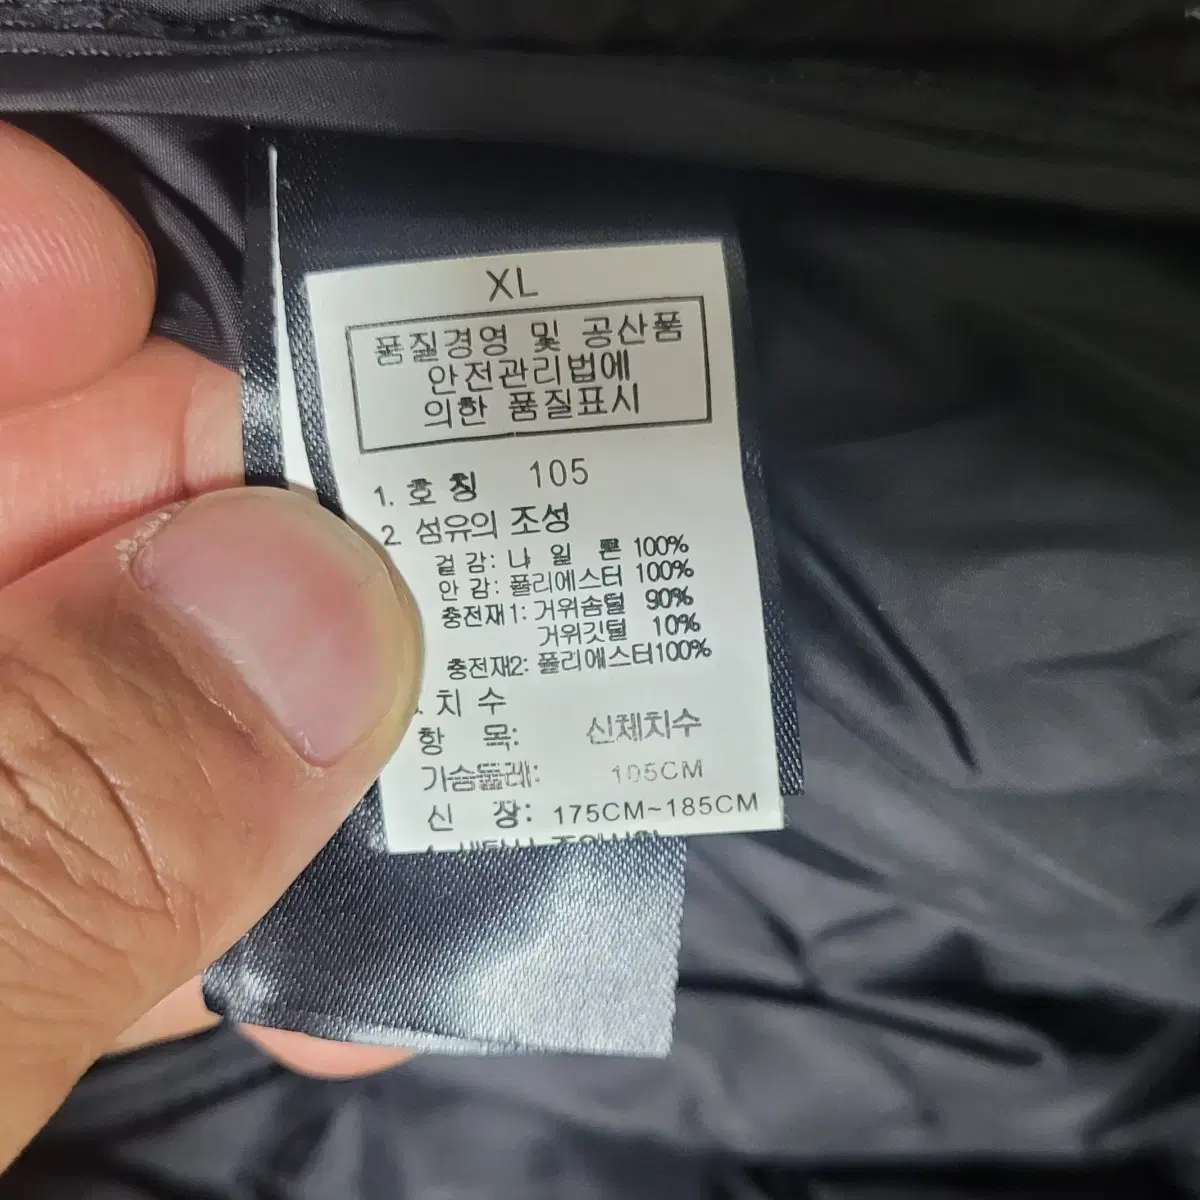 XL
품질경영 및 공산품
안전관리법에
의한 품질표시
1. 호 칭 105
2. 섬유의 조성
겉 감: 나 일 론 100%
안 감: 폴리에스터 100%
충전재1: 거위솜털 90%
거위깃털 10%
충전재2: 폴리에스터100%
치 수
항 목: 신체치수
가슴둘레: 105CM
신 장: 175CM~185CM